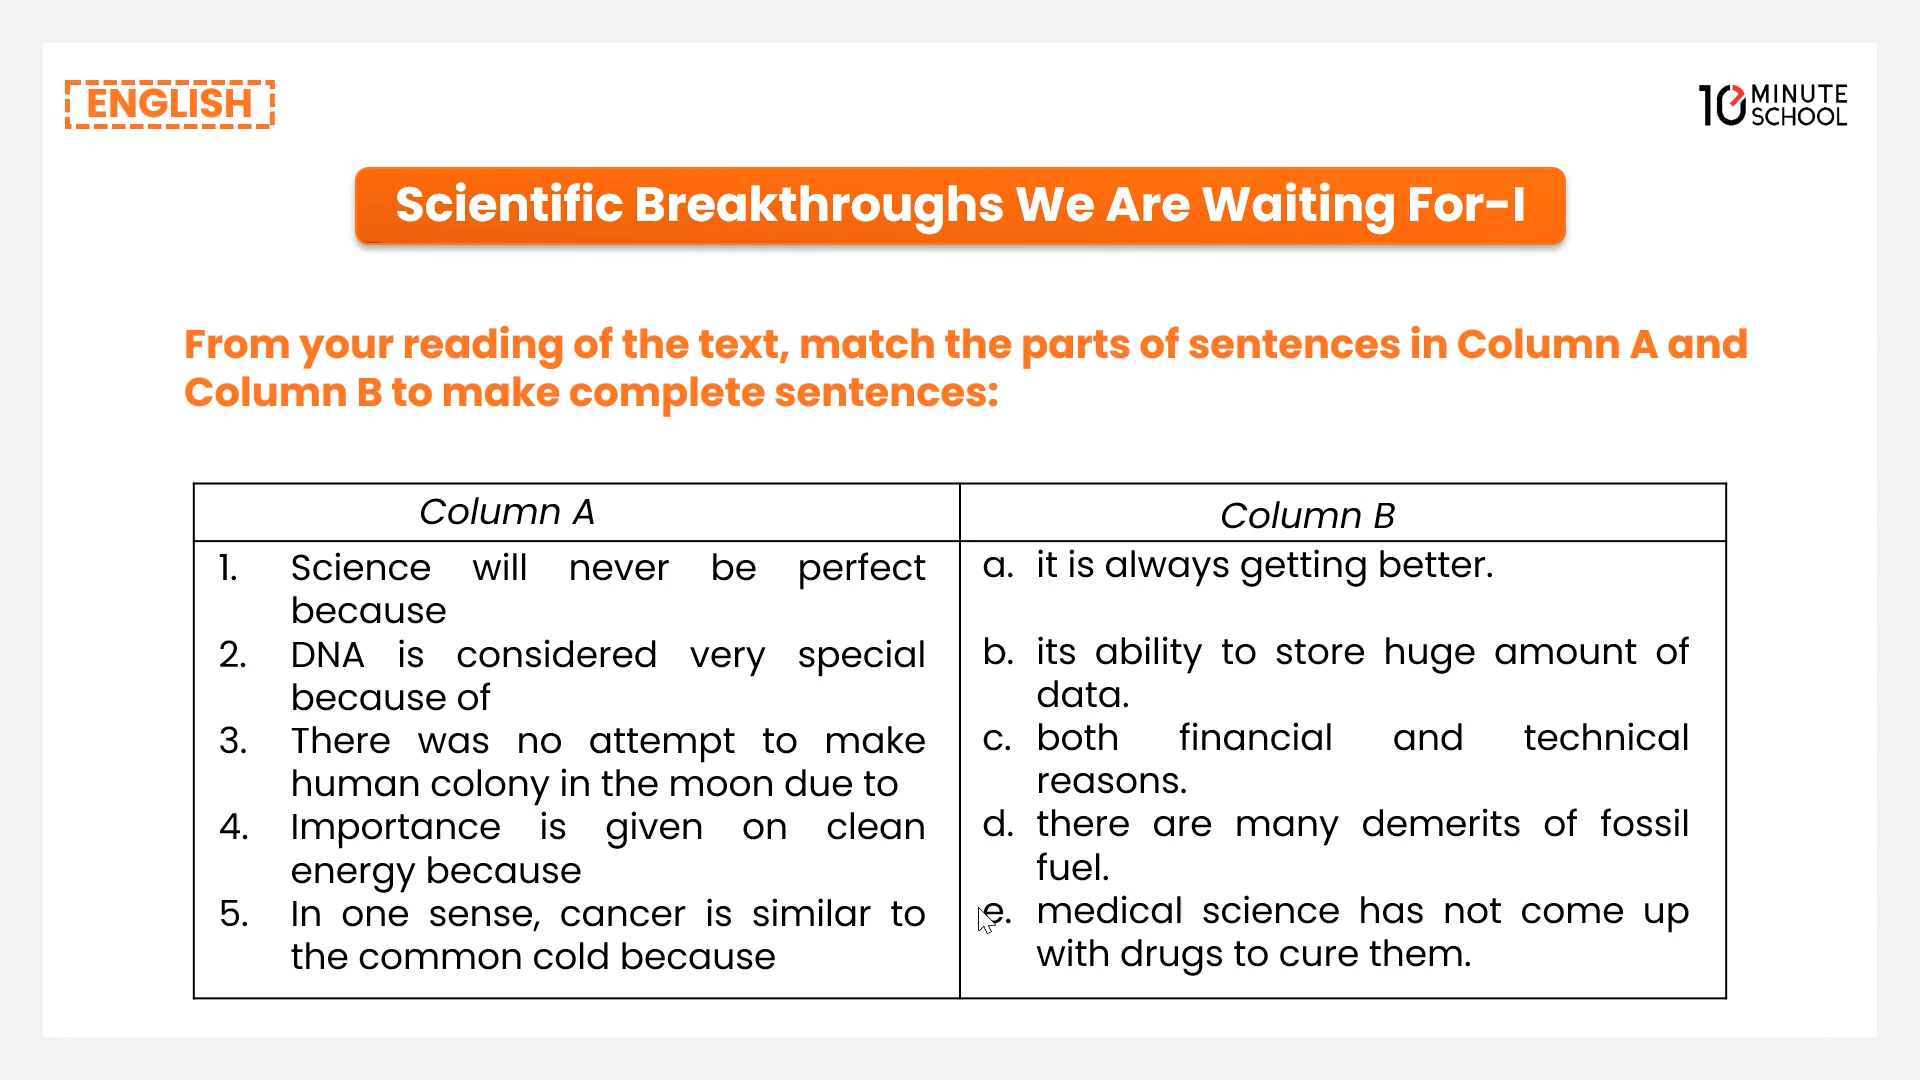 ENGLISH
10 MINUTE
SCHOOL
Scientific Breakthroughs We Are Waiting For-I
From your reading of the text, match the parts of sentences in Column A and
Column B to make complete sentences:
Column A
1. Science will never be perfect
because
2. DNA is considered very special
because of
3. There was no attempt to make
human colony in the moon due to
4. Importance is given on clean
energy because
5. In one sense, cancer is similar to
the common cold because
Column B
a. it is always getting better.
b. its ability to store huge amount of
data.
c. both financial and technical
reasons.
d. there are many demerits of fossil
fuel.
e. medical science has not come up
with drugs to cure them.